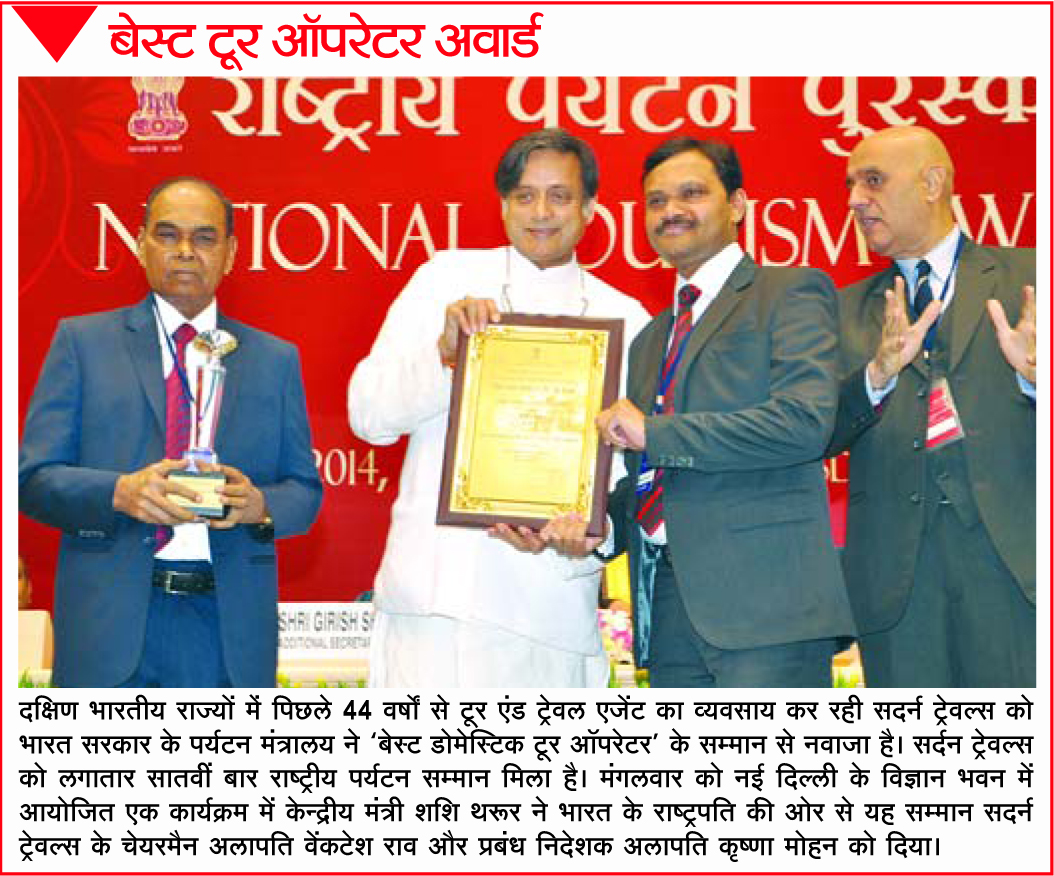 बेस्ट टूर ऑपरेटर अवार्ड
राष्ट्रीय पर्यटन
NATIONAL TOURISM
2014,
SHRI GIRISH
ADDITIONAL SECRETAR
दक्षिण भारतीय राज्यों में पिछले 44 वर्षों से टूर एंड ट्रेवल एजेंट का व्यवसाय कर रही सदर्न ट्रेवल्स को
भारत सरकार के पर्यटन मंत्रालय ने ‘बेस्ट डोमेस्टिक टूर ऑपरेटर’ के सम्मान से नवाजा है। सर्दन ट्रेवल्स
को लगातार सातवीं बार राष्ट्रीय पर्यटन सम्मान मिला है। मंगलवार को नई दिल्ली के विज्ञान भवन में
आयोजित एक कार्यक्रम में केन्द्रीय मंत्री शशि थरूर ने भारत के राष्ट्रपति की ओर से यह सम्मान सदर्न
ट्रेवल्स के चेयरमैन अलापति वेंकटेश राव और प्रबंध निदेशक अलापति कृष्णा मोहन को दिया।